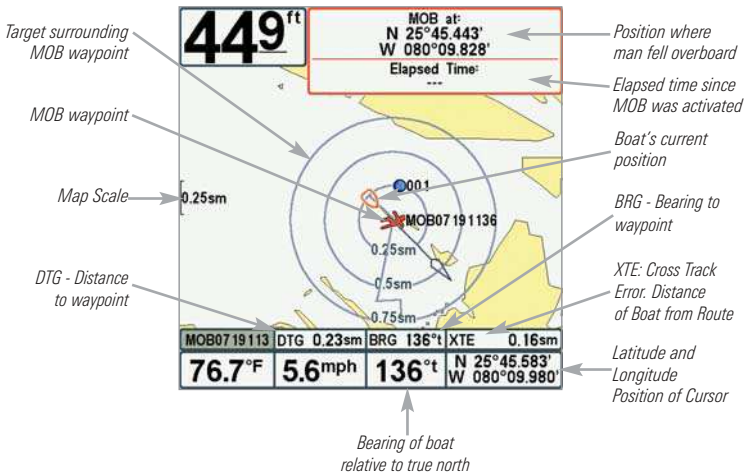 449 ft
MOB at:
N 25°45.443'
W 080°09.828'
Elapsed Time:
---
Target surrounding
MOB waypoint
MOB waypoint
Map Scale
DTG - Distance
to waypoint
Position where
man fell overboard
Elapsed time since
MOB was activated
Boat's current
position
BRG - Bearing to
waypoint
XTE: Cross Track
Error. Distance
of Boat from Route
Latitude and
Longitude
Position of Cursor
0.25sm
001
MOB07191136
0.25sm
0.5sm
0.75sm
MOB0719113 DTG 0.23sm BRG 136°t XTE 0.16sm
76.7°F 5.6mph 136°t N 25°45.583'
W 080°09.980'
Bearing of boat
relative to true north